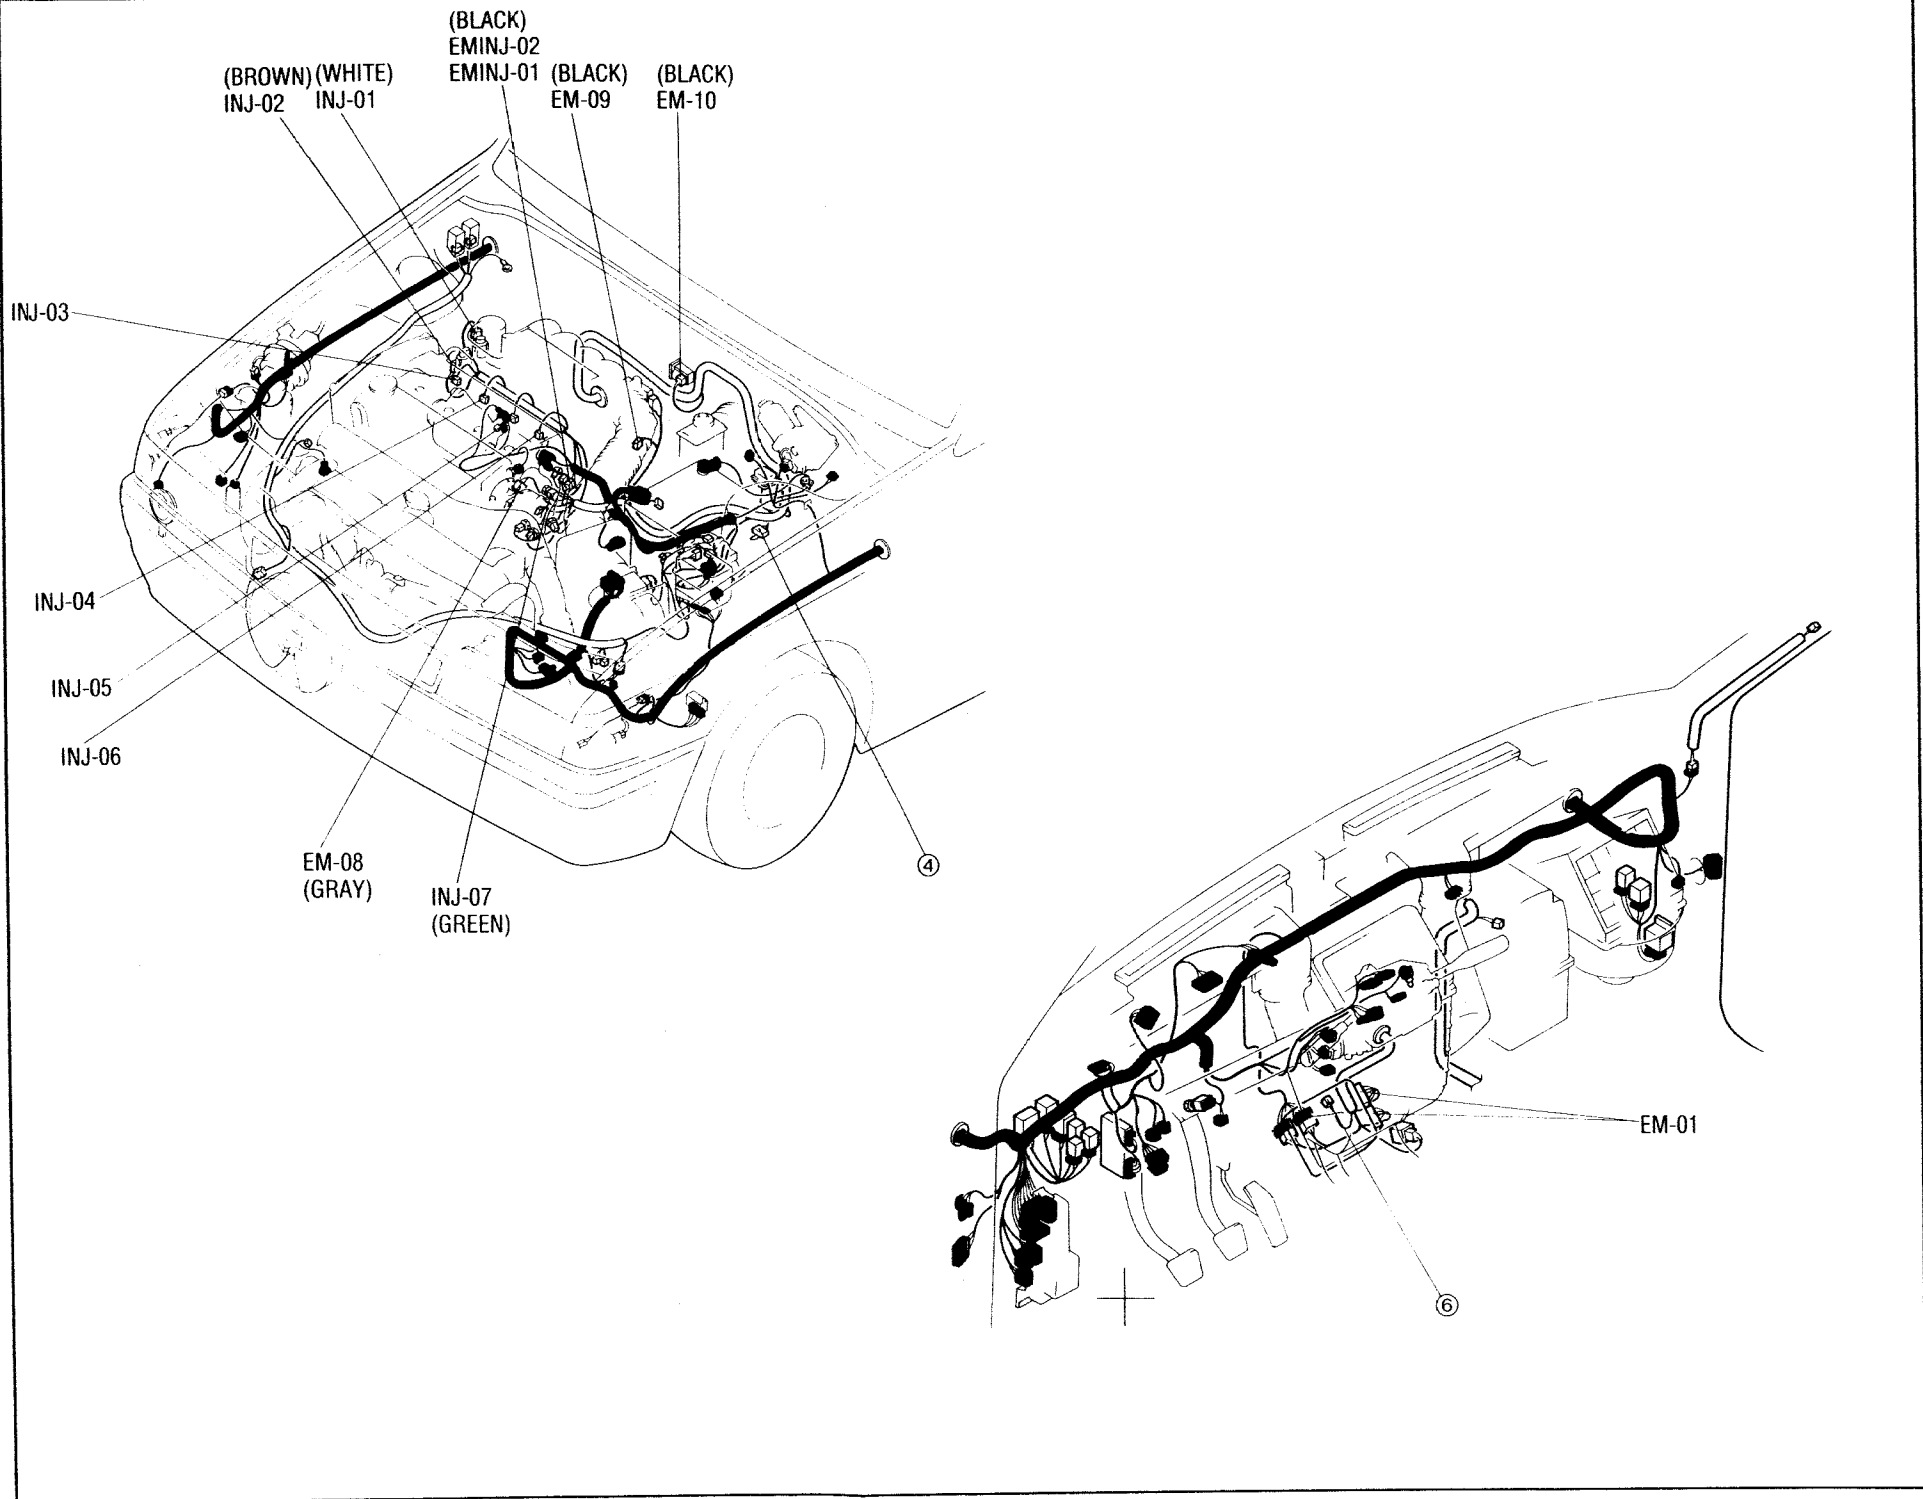 (BLACK)
EMINJ-02
EMINJ-01
(BROWN)
INJ-02
(WHITE)
INJ-01
(BLACK)
EM-09
(BLACK)
EM-10
INJ-03
INJ-04
INJ-05
INJ-06
EM-08
(GRAY)
INJ-07
(GREEN)
④
EM-01
⑥